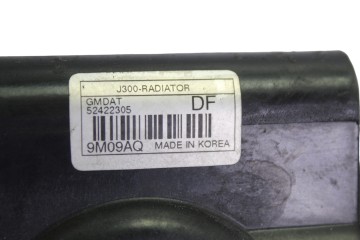 J300-RADIATOR
GMDAT DF
52422305
9M09AQ MADE IN KOREA